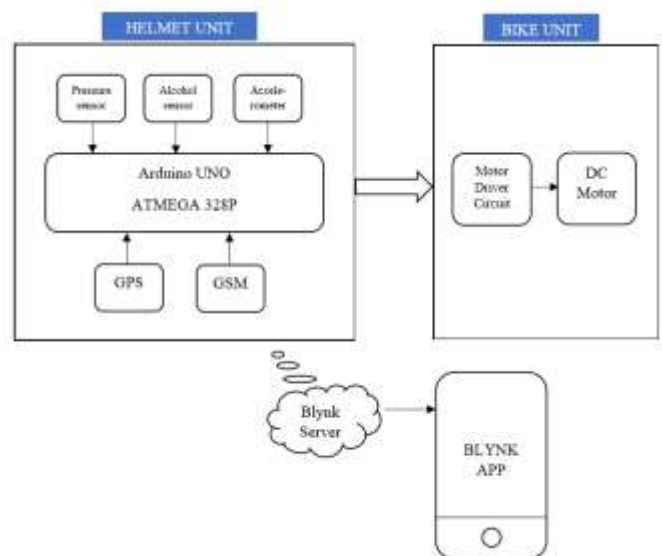 HELMET UNIT
BIKE UNIT
Pressure
sensor
Alcohol
sensor
Accele-
rometer
Arduino UNO
ATMEGA 328P
GPS
GSM
Motor
Driver
Circuit
DC
Motor
Blynk
Server
BLYNK
APP